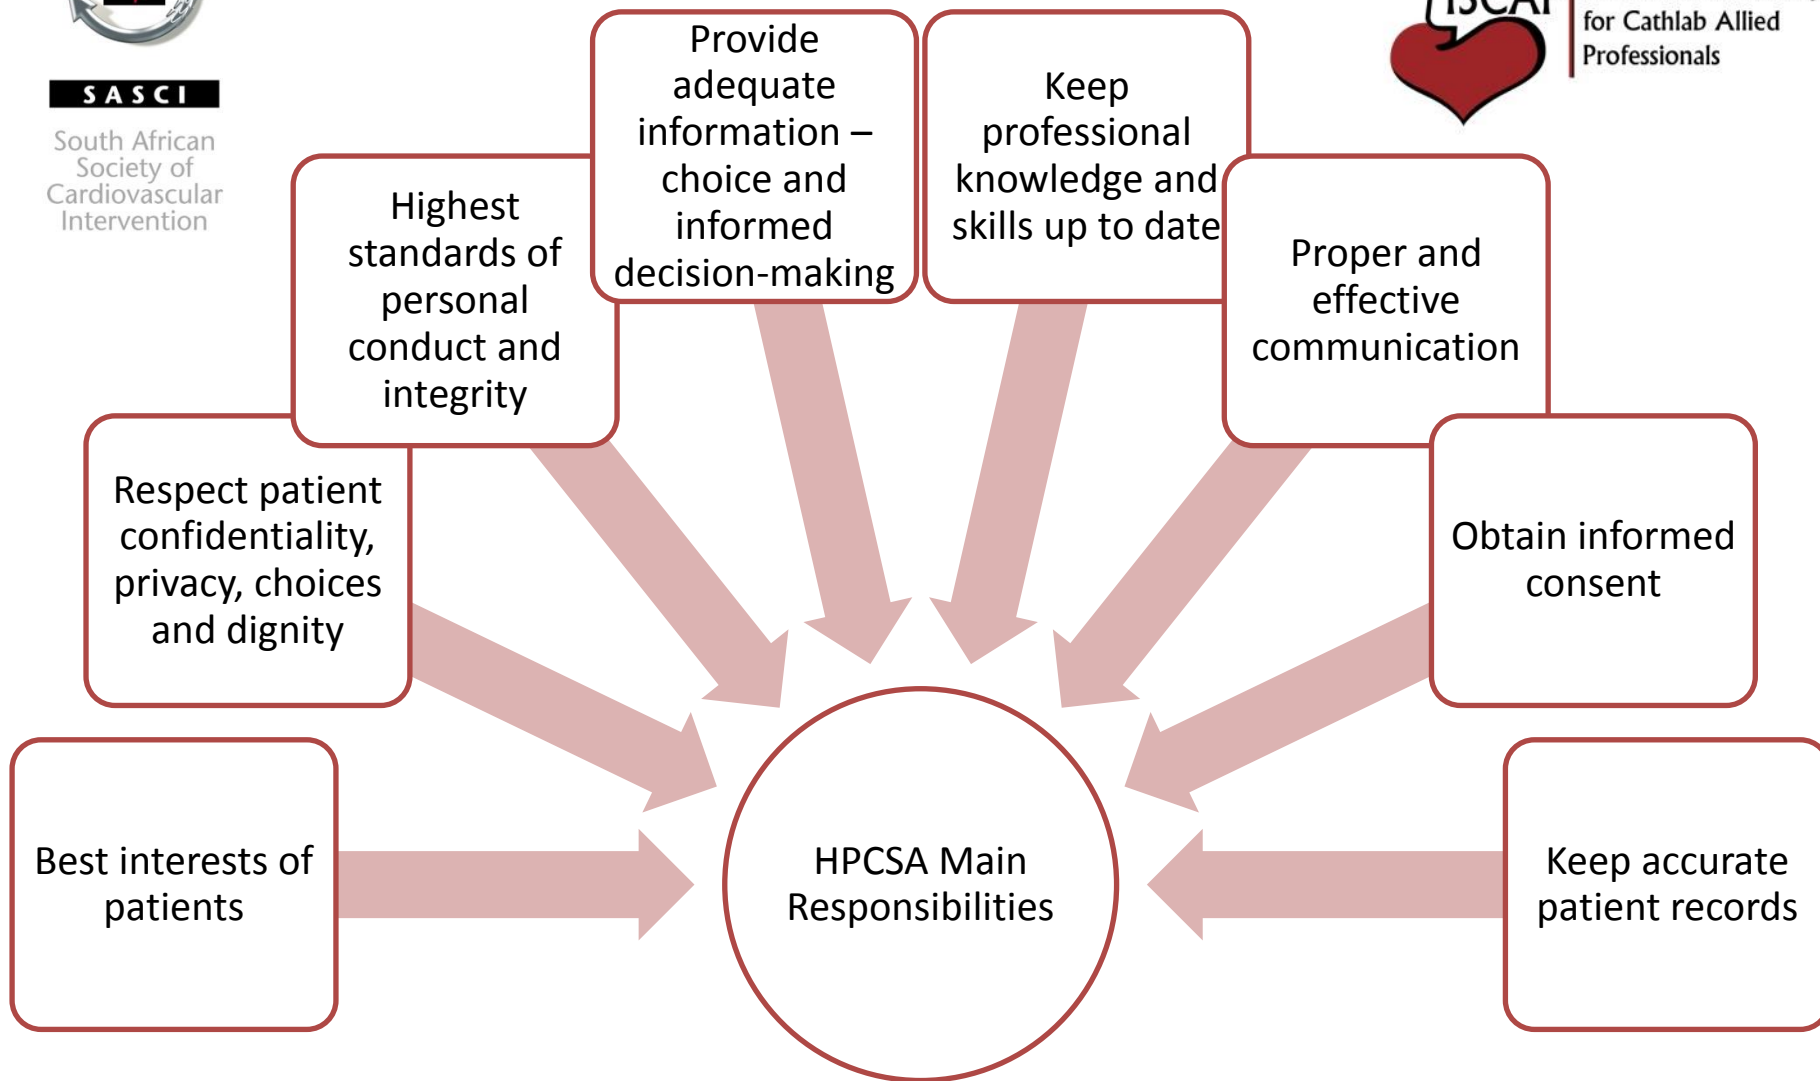 SASCI
South African
Society of
Cardiovascular
Intervention
ISCAP
for Cathlab Allied
Professionals
Provide
adequate
information –
choice and
informed
decision-making
Keep
professional
knowledge and
skills up to date
Highest
standards of
personal
conduct and
integrity
Proper and
effective
communication
Respect patient
confidentiality,
privacy, choices
and dignity
Obtain informed
consent
Best interests of
patients
HPCSA Main
Responsibilities
Keep accurate
patient records